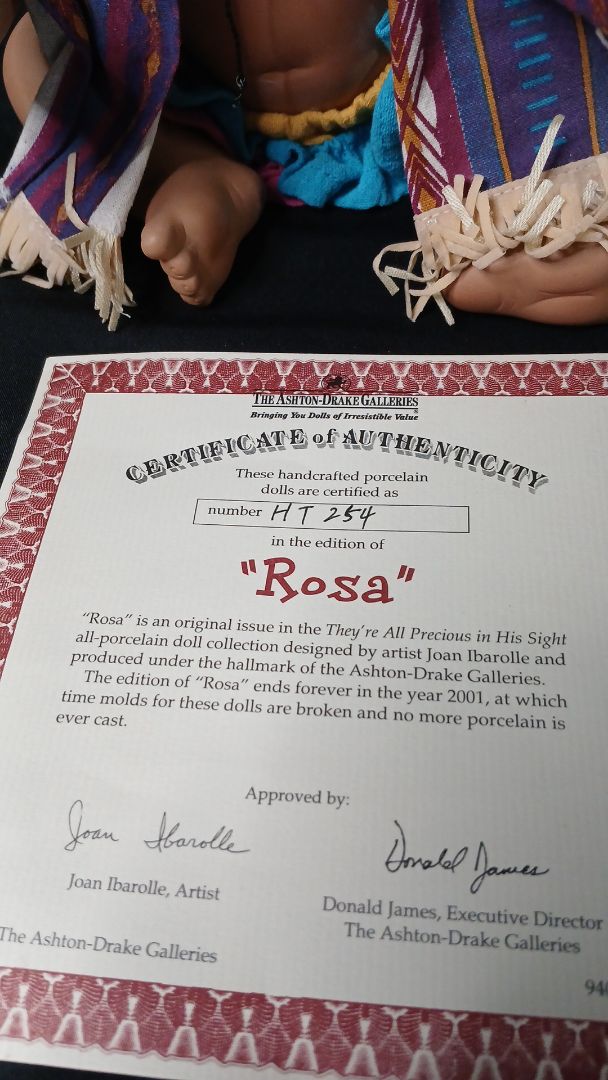 THE ASHTON-DRAKE GALLERIES®
Bringing You Dolls of Irresistible Value
CERTIFICATE of AUTHENTICITY
These handcrafted porcelain
dolls are certified as
number HT 254
in the edition of
"Rosa"
"Rosa" is an original issue in the They're All Precious in His Sight
all-porcelain doll collection designed by artist Joan Ibarolle and
produced under the hallmark of the Ashton-Drake Galleries.
The edition of "Rosa" ends forever in the year 2001, at which
time molds for these dolls are broken and no more porcelain is
ever cast.
Approved by:
Joan Ibarolle
Donald James
Joan Ibarolle, Artist
Donald James, Executive Director
The Ashton-Drake Galleries
The Ashton-Drake Galleries